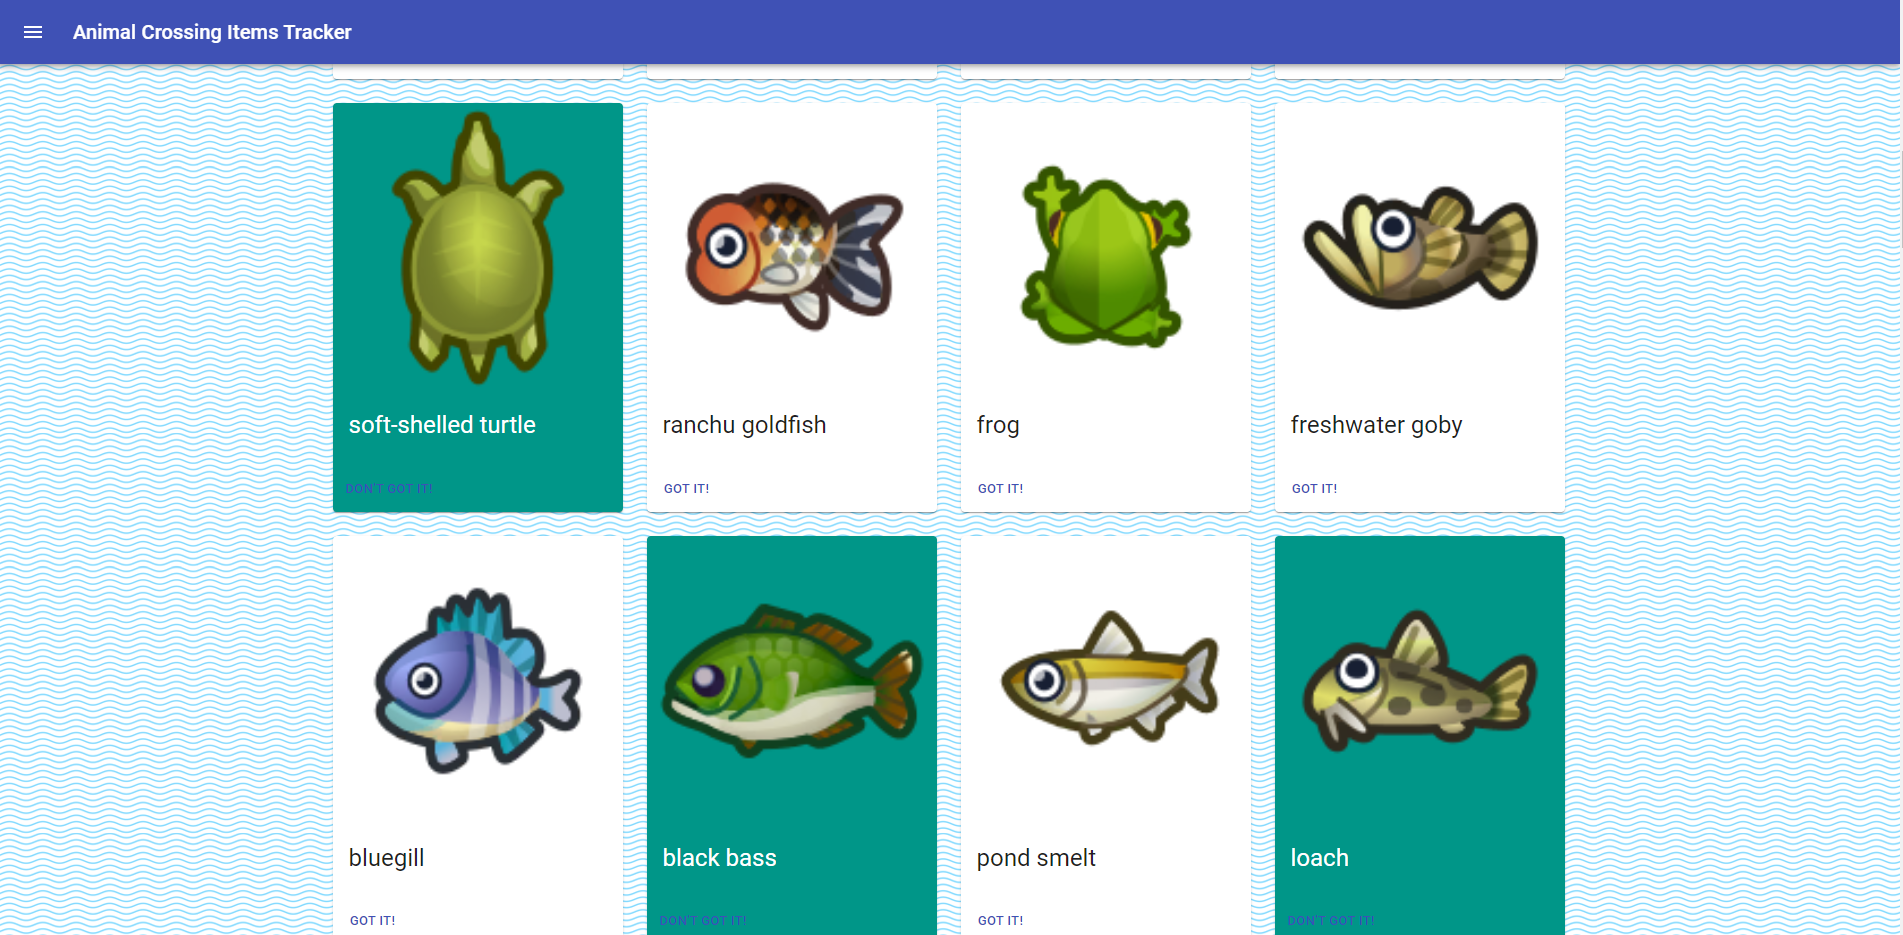 Animal Crossing Items Tracker
soft-shelled turtle
ranchu goldfish
frog
freshwater goby
DON'T GOT IT!
GOT IT!
GOT IT!
GOT IT!
bluegill
black bass
pond smelt
loach
GOT IT!
DON'T GOT IT!
GOT IT!
DON'T GOT IT!